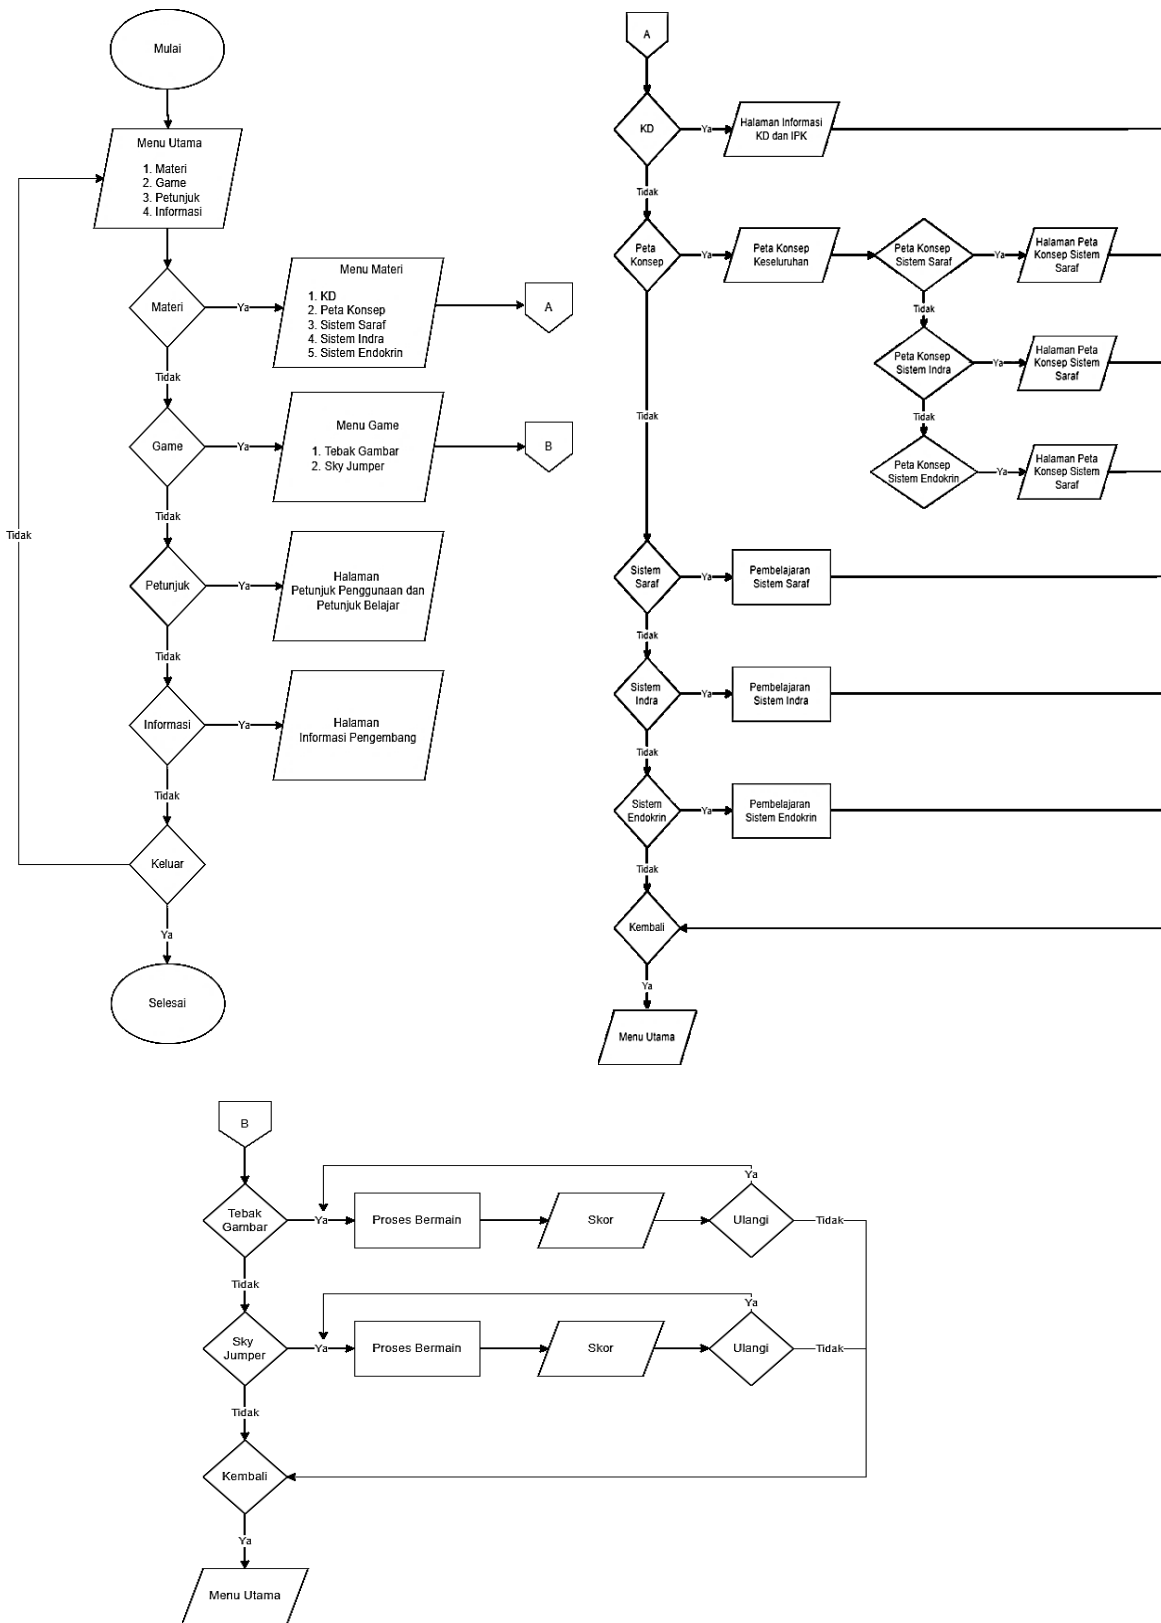 Mulai
Menu Utama
1. Materi
2. Game
3. Petunjuk
4. Informasi
Materi
Ya
Menu Materi
1. KD
2. Peta Konsep
3. Sistem Saraf
4. Sistem Indra
5. Sistem Endokrin
A
Tidak
Game
Ya
Menu Game
1. Tebak Gambar
2. Sky Jumper
B
Tidak
Tidak
Petunjuk
Ya
Halaman
Petunjuk Penggunaan dan
Petunjuk Belajar
Tidak
Informasi
Ya
Halaman
Informasi Pengembang
Tidak
Keluar
Ya
Selesai
A
KD
Ya
Halaman Informasi
KD dan IPK
Tidak
Peta
Konsep
Ya
Peta Konsep
Keseluruhan
Peta Konsep
Sistem Saraf
Ya
Halaman Peta
Konsep Sistem
Saraf
Tidak
Peta Konsep
Sistem Indra
Ya
Halaman Peta
Konsep Sistem
Saraf
Tidak
Peta Konsep
Sistem Endokrin
Ya
Halaman Peta
Konsep Sistem
Saraf
Tidak
Sistem
Saraf
Ya
Pembelajaran
Sistem Saraf
Tidak
Sistem
Indra
Ya
Pembelajaran
Sistem Indra
Tidak
Sistem
Endokrin
Ya
Pembelajaran
Sistem Endokrin
Tidak
Kembali
Ya
Menu Utama
B
Tebak
Gambar
Ya
Proses Bermain
Skor
Ulangi
Ya
Tidak
Tidak
Sky
Jumper
Ya
Proses Bermain
Skor
Ulangi
Ya
Tidak
Tidak
Kembali
Ya
Menu Utama